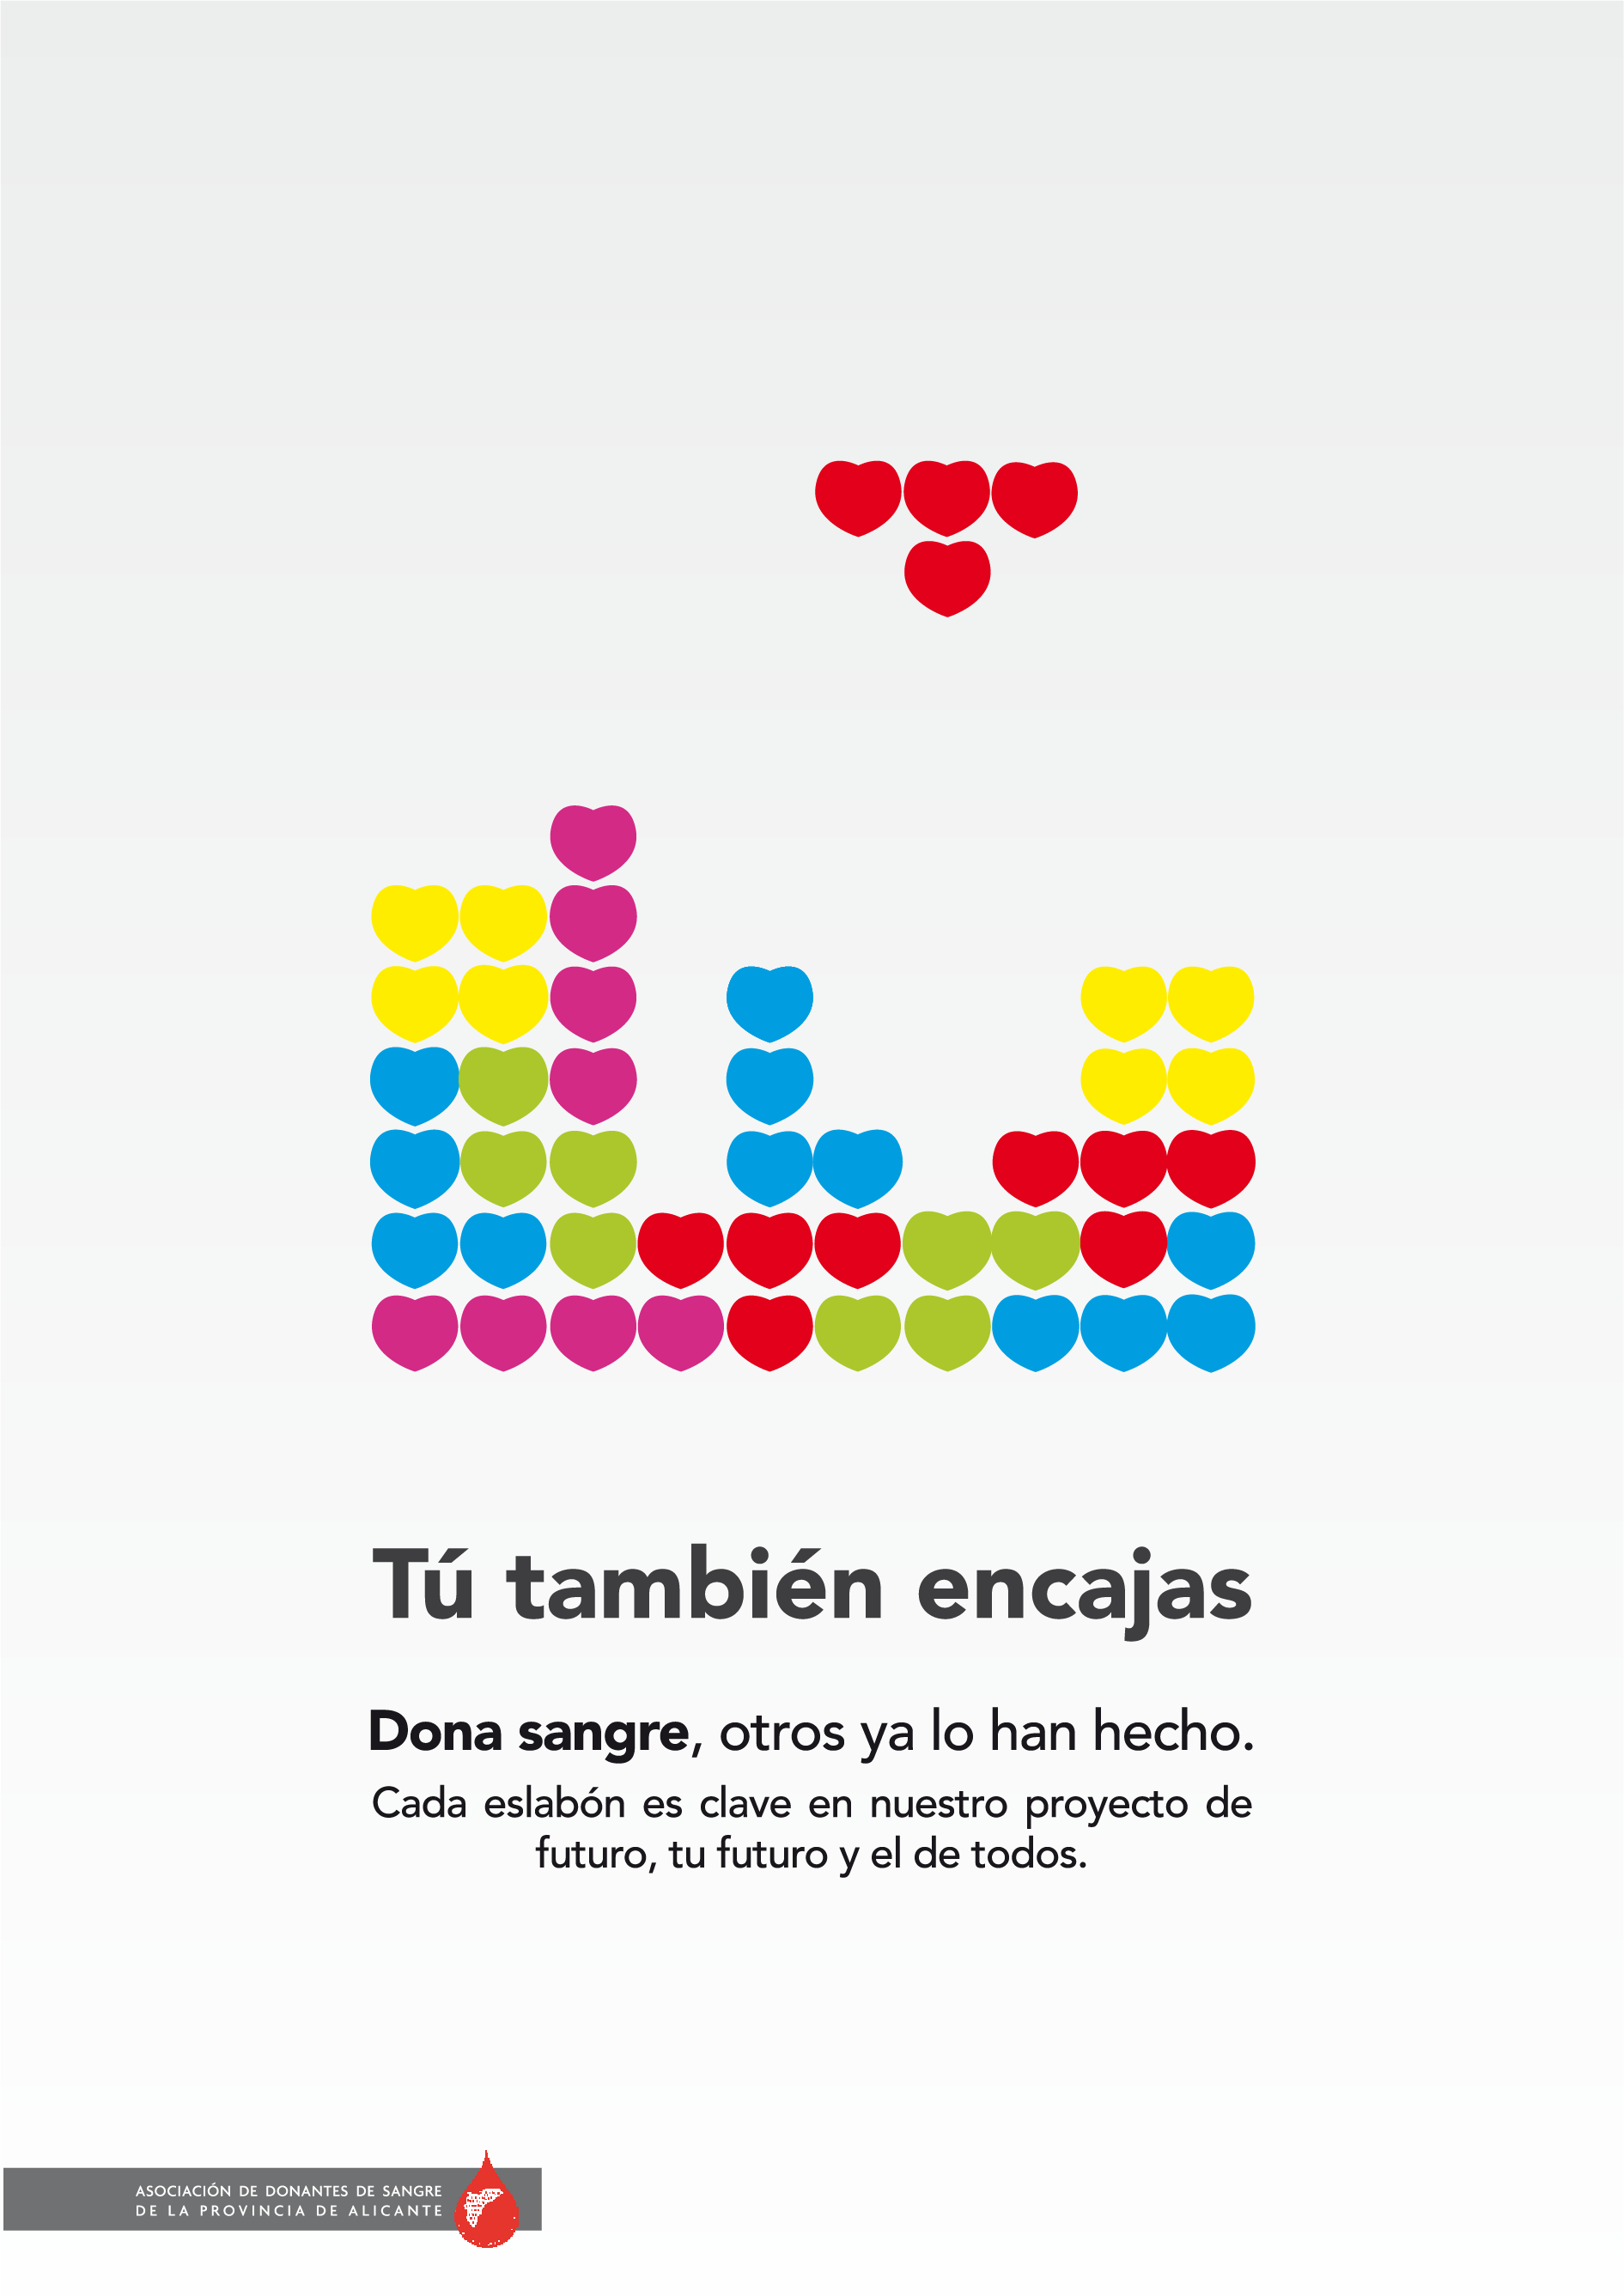 Tú también encajas
Dona sangre, otros ya lo han hecho.
Cada eslabón es clave en nuestro proyecto de
futuro, tu futuro y el de todos.
ASOCIACIÓN DE DONANTES DE SANGRE
DE LA PROVINCIA DE ALICANTE